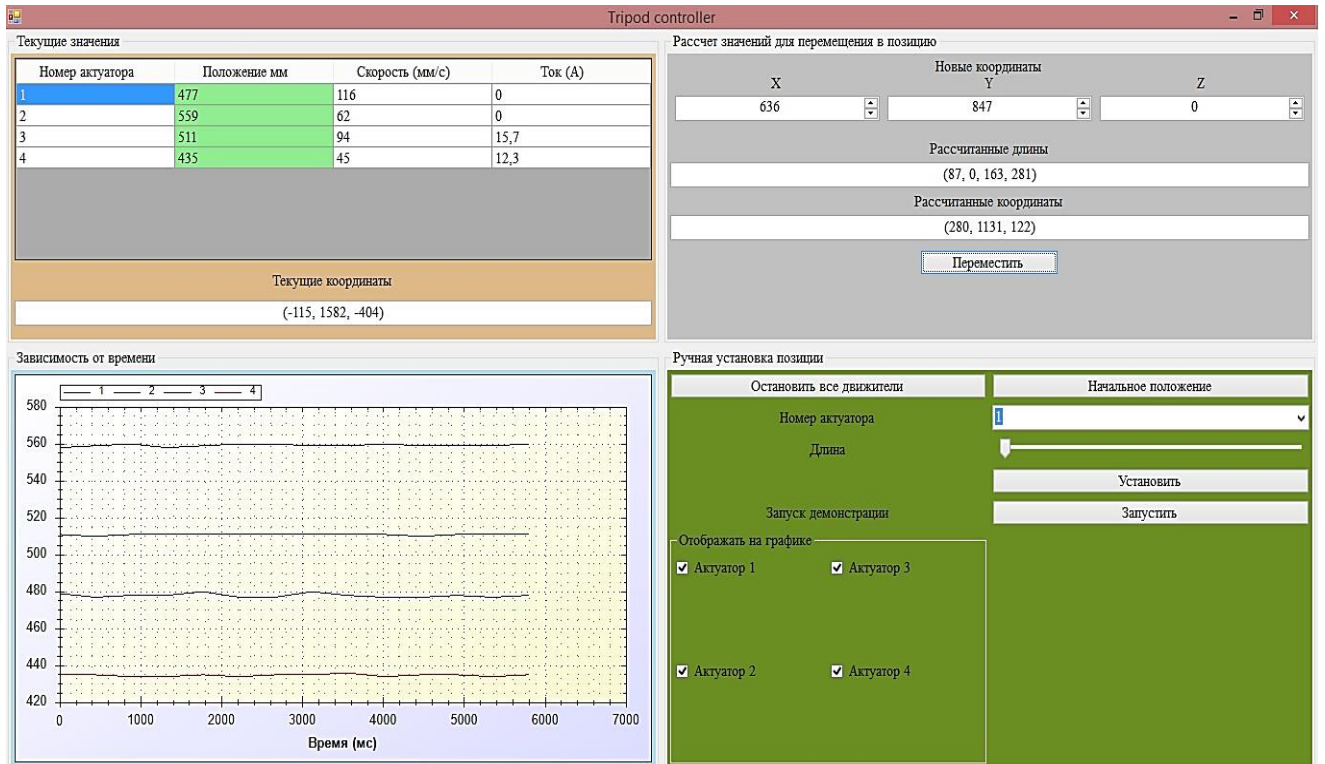 Tripod controller
Текущие значения
Номер актуатора Положение мм Скорость (мм/с) Ток (А)
1 477 116 0
2 559 62 0
3 511 94 15,7
4 435 45 12,3
Текущие координаты
(-115, 1582, -404)
Рассчет значений для перемещения в позицию
Новые координаты
X Y Z
636 847 0
Рассчитанные длины
(87, 0, 163, 281)
Рассчитанные координаты
(280, 1131, 122)
Переместить
Зависимость от времени
1 2 3 4
580
560
540
520
500
480
460
440
420
0 1000 2000 3000 4000 5000 6000 7000
Время (мс)
Ручная установка позиции
Остановить все движители Начальное положение
Номер актуатора 1
Длина
Установить
Запуск демонстрации Запустить
Отображать на графике
Актуатор 1 Актуатор 3
Актуатор 2 Актуатор 4